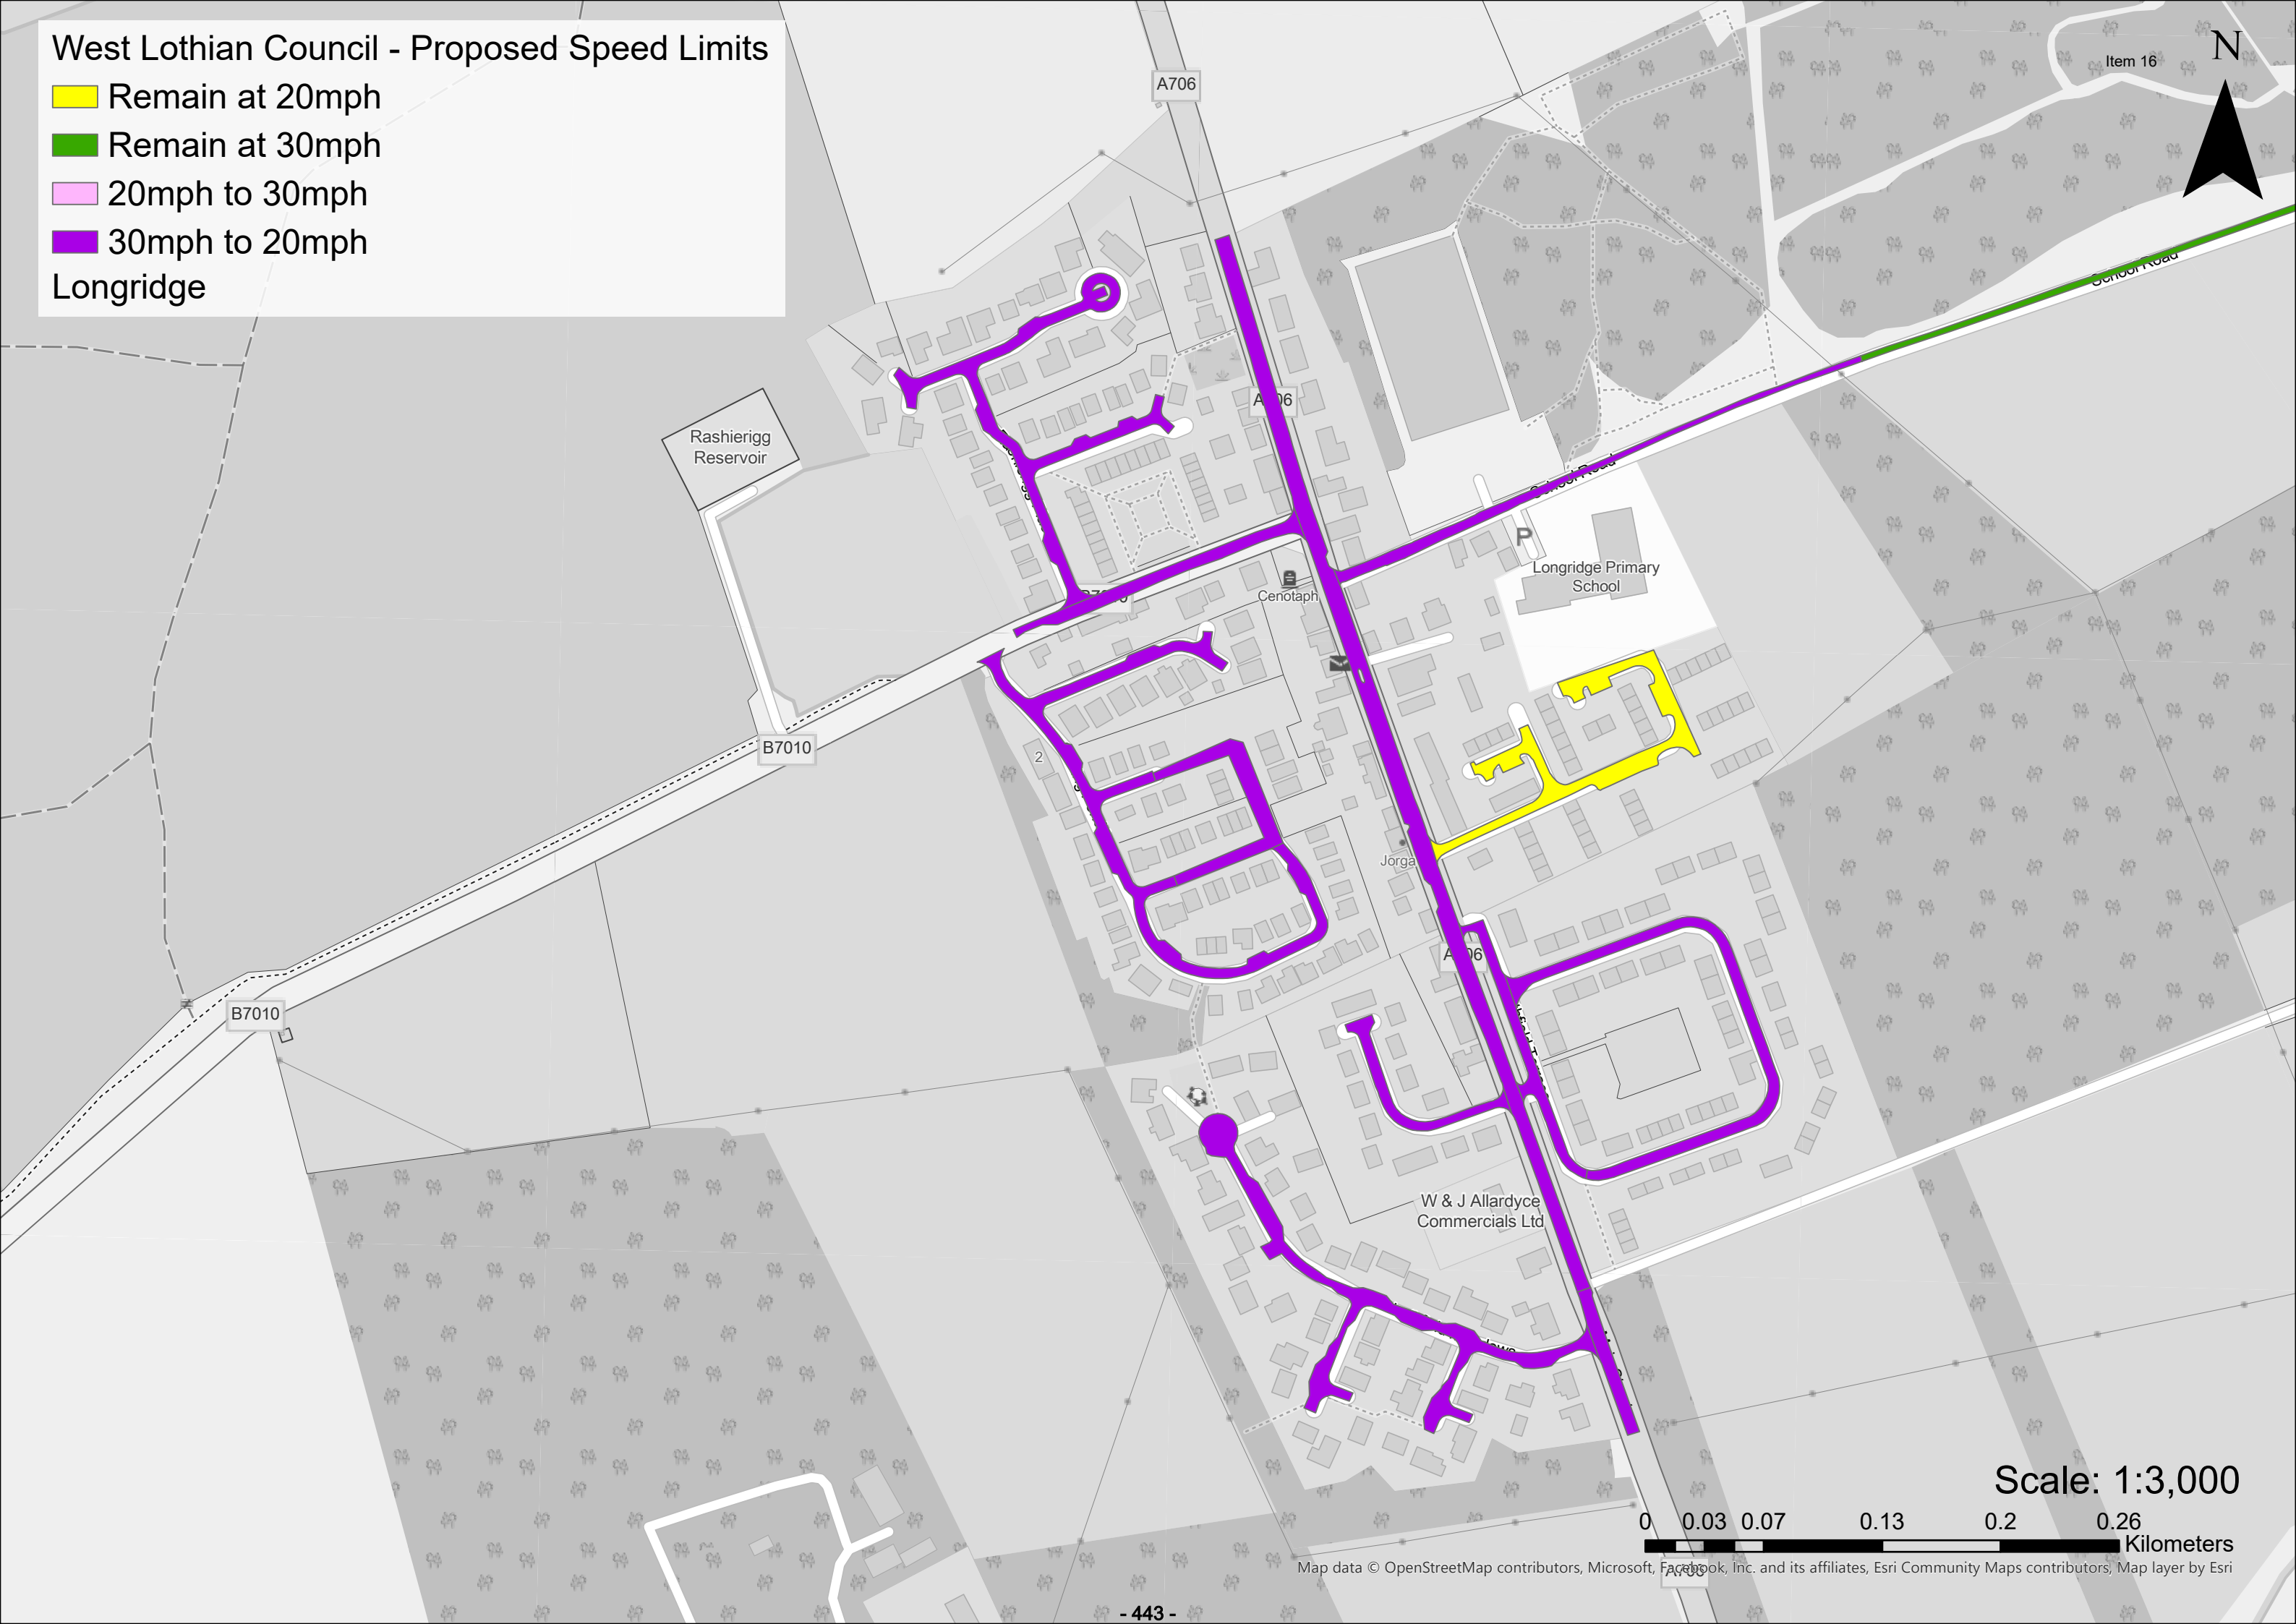 West Lothian Council - Proposed Speed Limits
Remain at 20mph
Remain at 30mph
20mph to 30mph
30mph to 20mph
Longridge
A706
Item 16
N
School Road
Rashierigg
Reservoir
School Road
P
Longridge Primary
School
Cenotaph
B7010
2
Jorga
B7010
W & J Allardyce
Commercials Ltd
Scale: 1:3,000
0 0.03 0.07 0.13 0.2 0.26
Kilometers
Map data © OpenStreetMap contributors, Microsoft, Facebook, Inc. and its affiliates, Esri Community Maps contributors, Map layer by Esri
A706
- 443 -